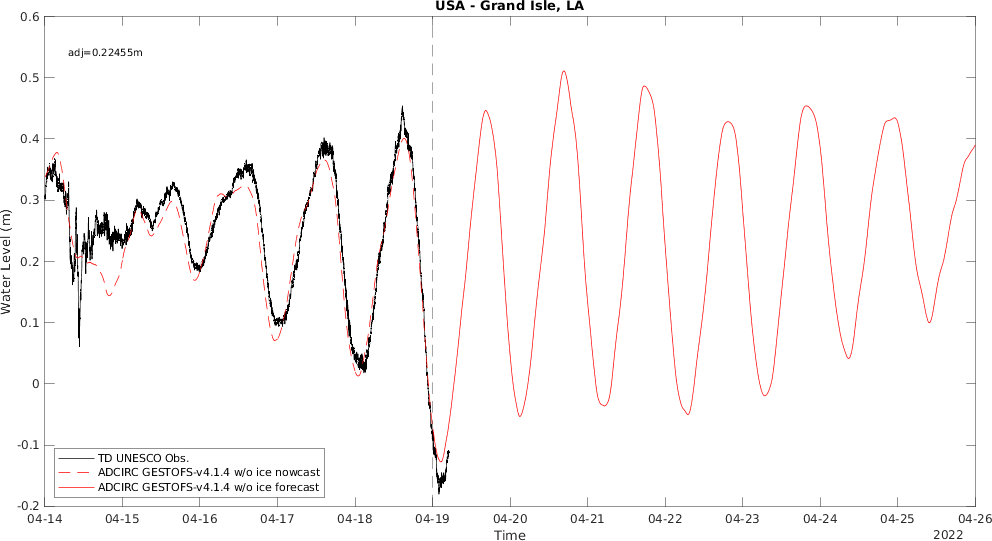 USA - Grand Isle, LA
0.6
0.5
0.4
0.3
0.2
0.1
0
-0.1
-0.2
Water Level (m)
adj=0.22455m
TD UNESCO Obs.
ADCIRC GESTOFS-v4.1.4 w/o ice nowcast
ADCIRC GESTOFS-v4.1.4 w/o ice forecast
04-14 04-15 04-16 04-17 04-18 04-19 04-20 04-21 04-22 04-23 04-24 04-25 04-26
Time
2022